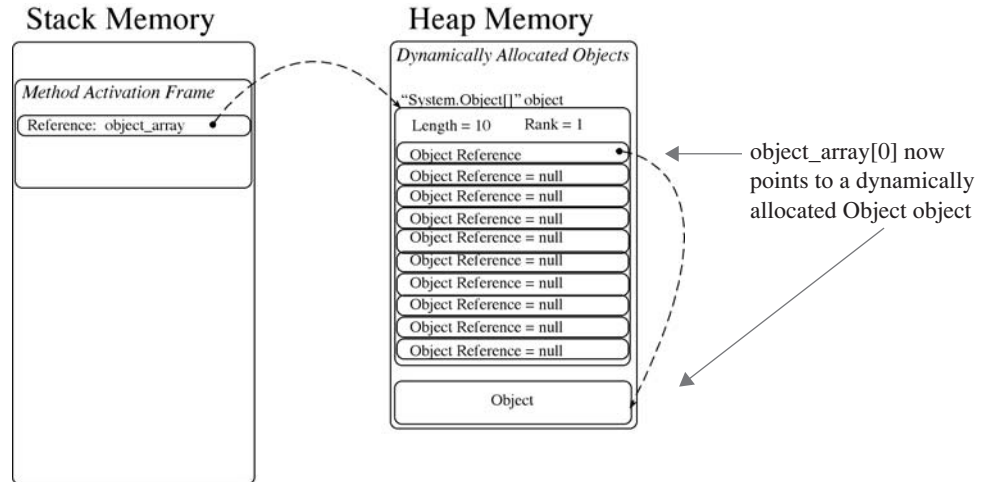 Stack Memory
Method Activation Frame
Reference: object_array
Heap Memory
Dynamically Allocated Objects
“System.Object[]” object
Length = 10 Rank = 1
Object Reference
Object Reference = null
Object Reference = null
Object Reference = null
Object Reference = null
Object Reference = null
Object Reference = null
Object Reference = null
Object Reference = null
Object Reference = null
Object
object_array[0] now
points to a dynamically
allocated Object object